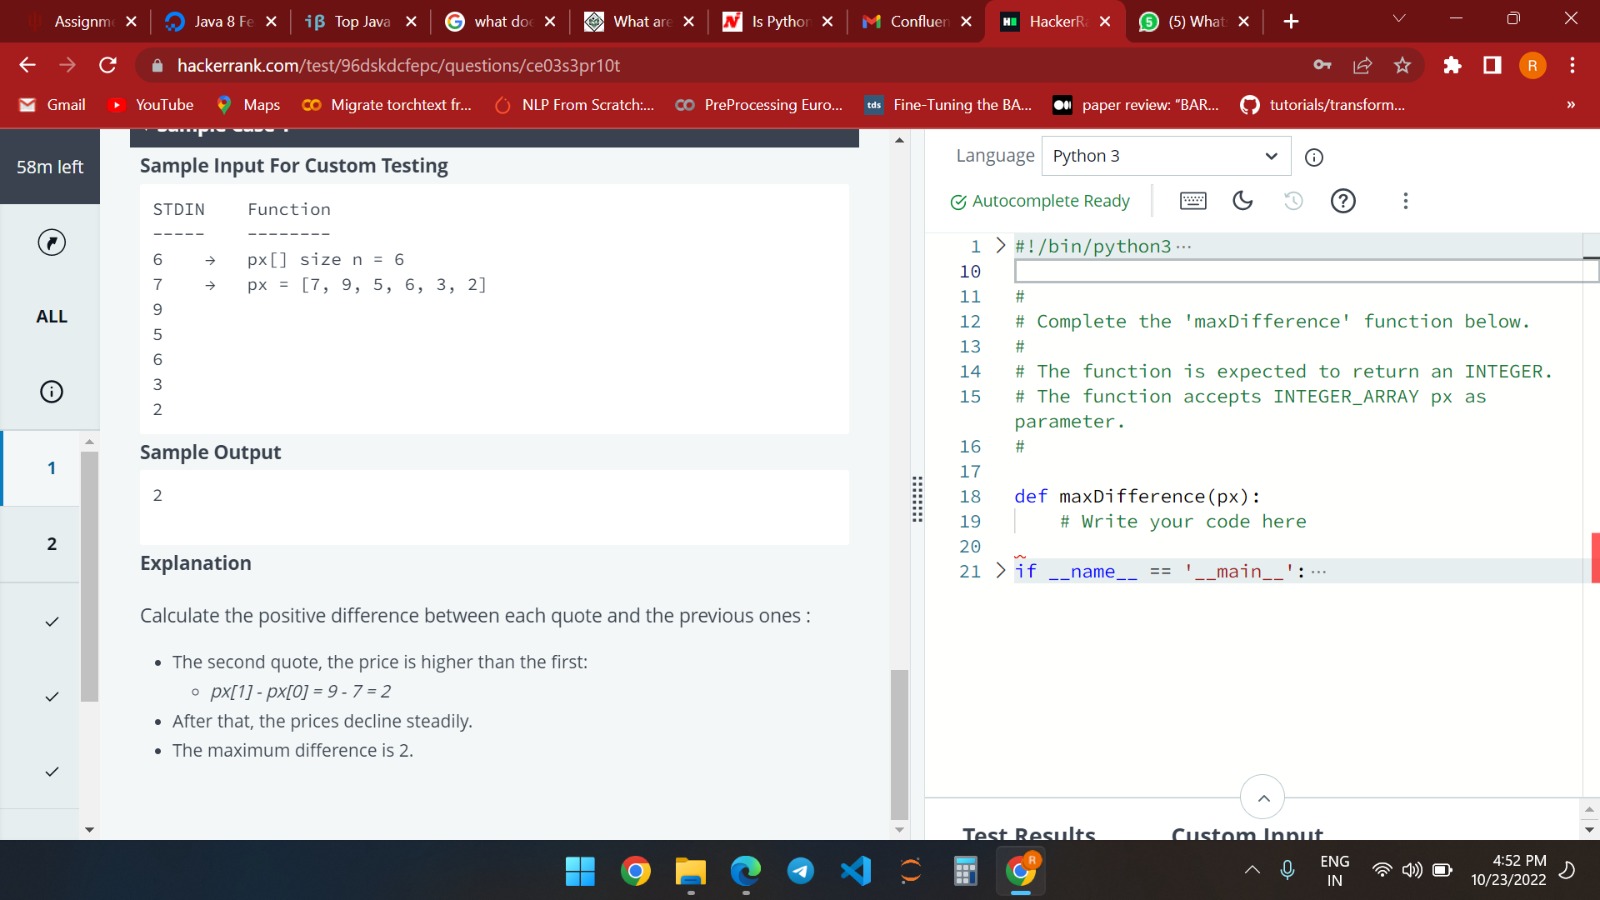 Assignm
Java 8 Fe
Top Java
what doe
What are
Is Python
Confluen
HackerRa
(5) What
hackerrank.com/test/96dskdcfepc/questions/ce03s3pr10t
R
Gmail
YouTube
Maps
Migrate torchtext fr...
NLP From Scratch:...
PreProcessing Euro...
tds Fine-Tuning the BA...
paper review: "BAR...
tutorials/transform...
»
58m left
ALL
1
2
Sample Case 1
Sample Input For Custom Testing
STDIN Function
----- --------
6 → px[] size n = 6
7 → px = [7, 9, 5, 6, 3, 2]
9
5
6
3
2
Sample Output
2
Explanation
Calculate the positive difference between each quote and the previous ones :
• The second quote, the price is higher than the first:
○ px[1] - px[0] = 9 - 7 = 2
• After that, the prices decline steadily.
• The maximum difference is 2.
Language Python 3
Autocomplete Ready
1 #!/bin/python3 ...
10
11 #
12 # Complete the 'maxDifference' function below.
13 #
14 # The function is expected to return an INTEGER.
15 # The function accepts INTEGER_ARRAY px as
parameter.
16 #
17
18 def maxDifference(px):
19 # Write your code here
20
21 if __name__ == '__main__': ...
Test Results Custom Input
R
ENG
IN
4:52 PM
10/23/2022